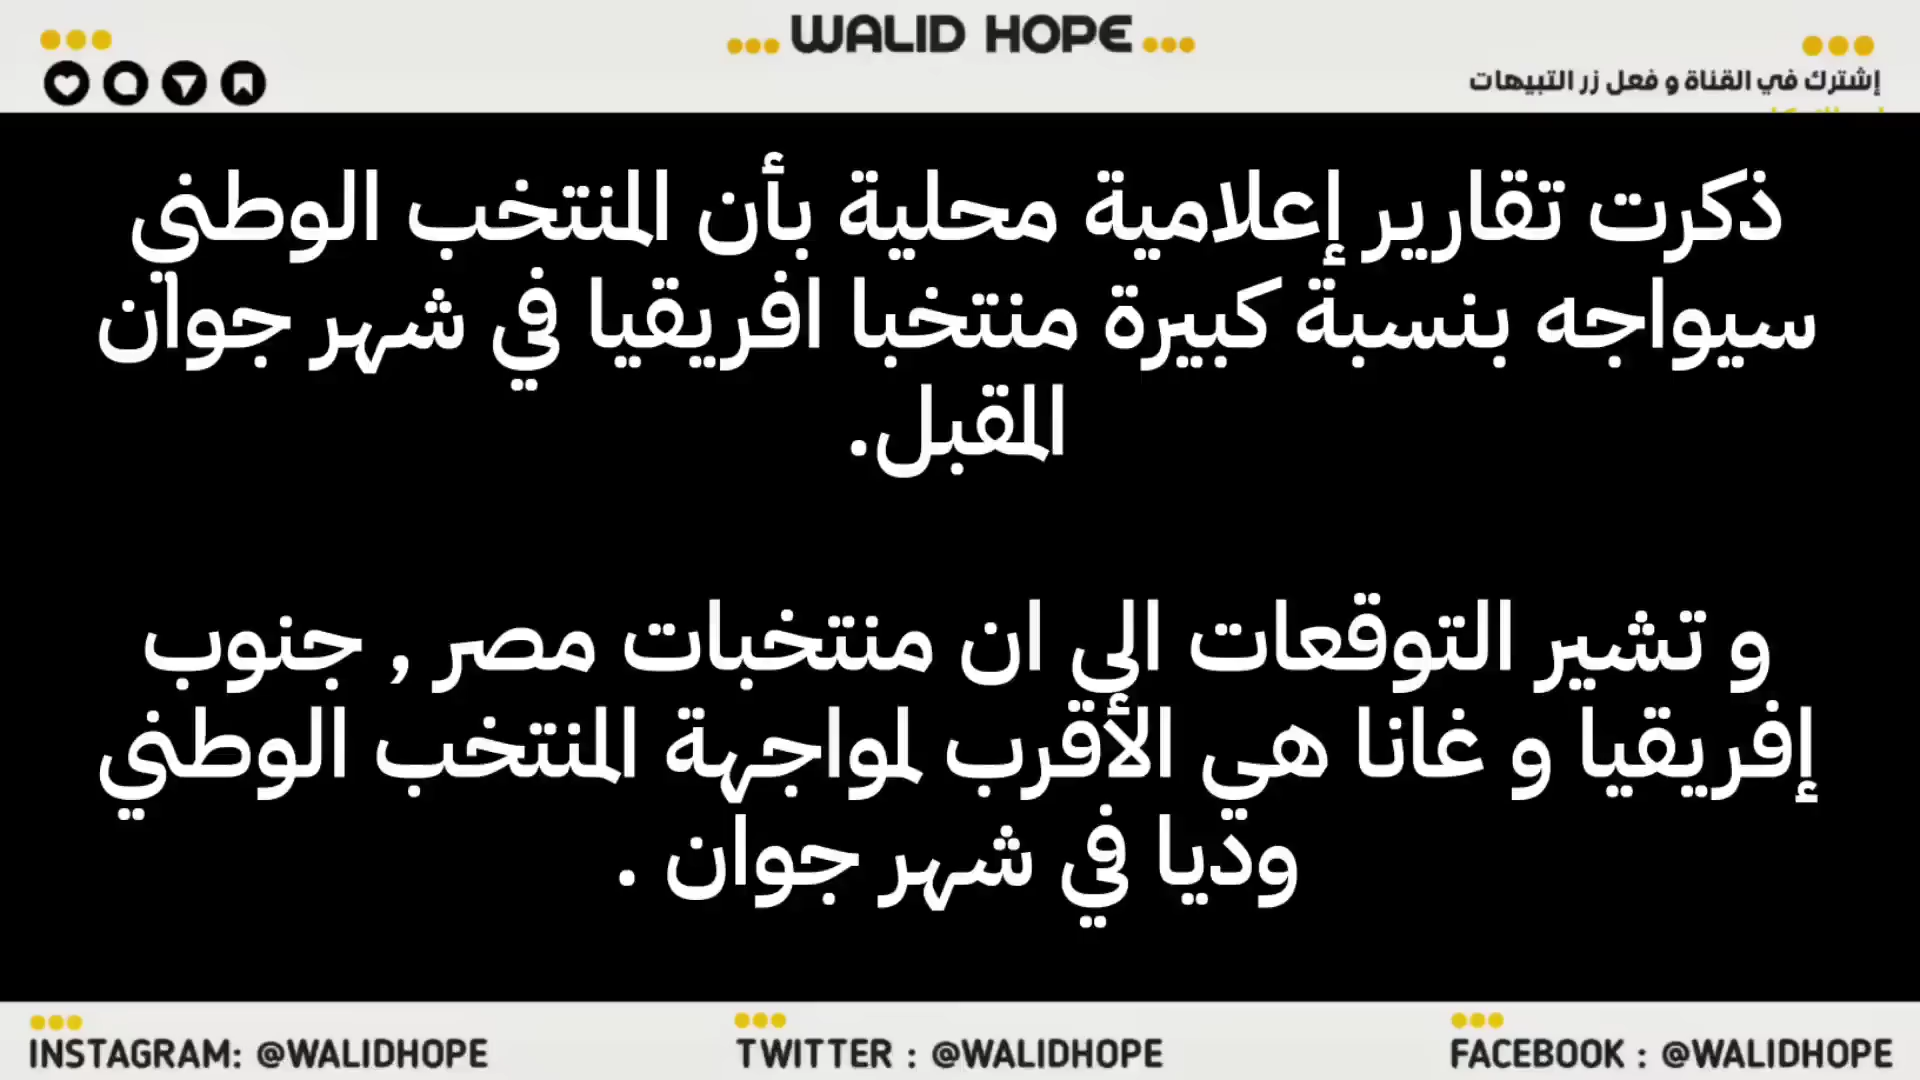 WALID HOPE
إشترك في القناة و فعل زر التبيهات
ذكرت تقارير إعلامية محلية بأن المنتخب الوطني
سيواجه بنسبة كبيرة منتخبا افريقيا في شهر جوان
المقبل.
و تشير التوقعات الى ان منتخبات مصر , جنوب
إفريقيا و غانا هي الأقرب لمواجهة المنتخب الوطني
وديا في شهر جوان .
INSTAGRAM: @WALIDHOPE
TWITTER : @WALIDHOPE
FACEBOOK : @WALIDHOPE